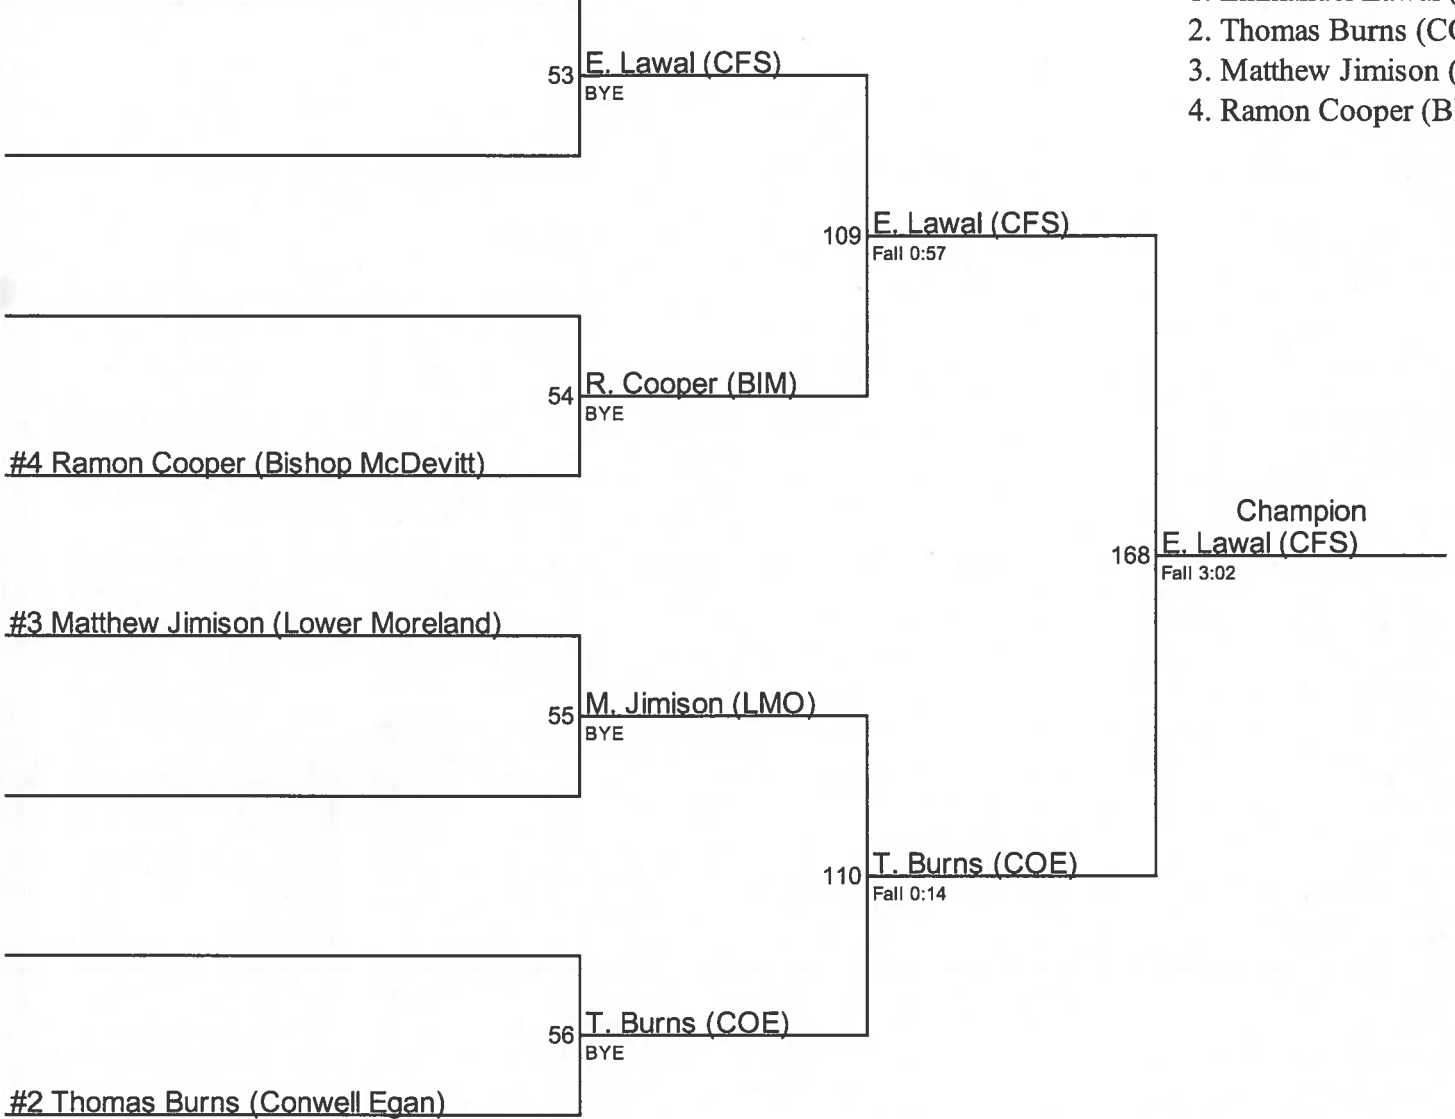 2. Thomas Burns (CO
3. Matthew Jimison (
4. Ramon Cooper (B
53 E. Lawal (CFS)
BYE
109 E. Lawal (CFS)
Fall 0:57
54 R. Cooper (BIM)
BYE
#4 Ramon Cooper (Bishop McDevitt)
Champion
168 E. Lawal (CFS)
Fall 3:02
#3 Matthew Jimison (Lower Moreland)
55 M. Jimison (LMO)
BYE
110 T. Burns (COE)
Fall 0:14
56 T. Burns (COE)
BYE
#2 Thomas Burns (Conwell Egan)